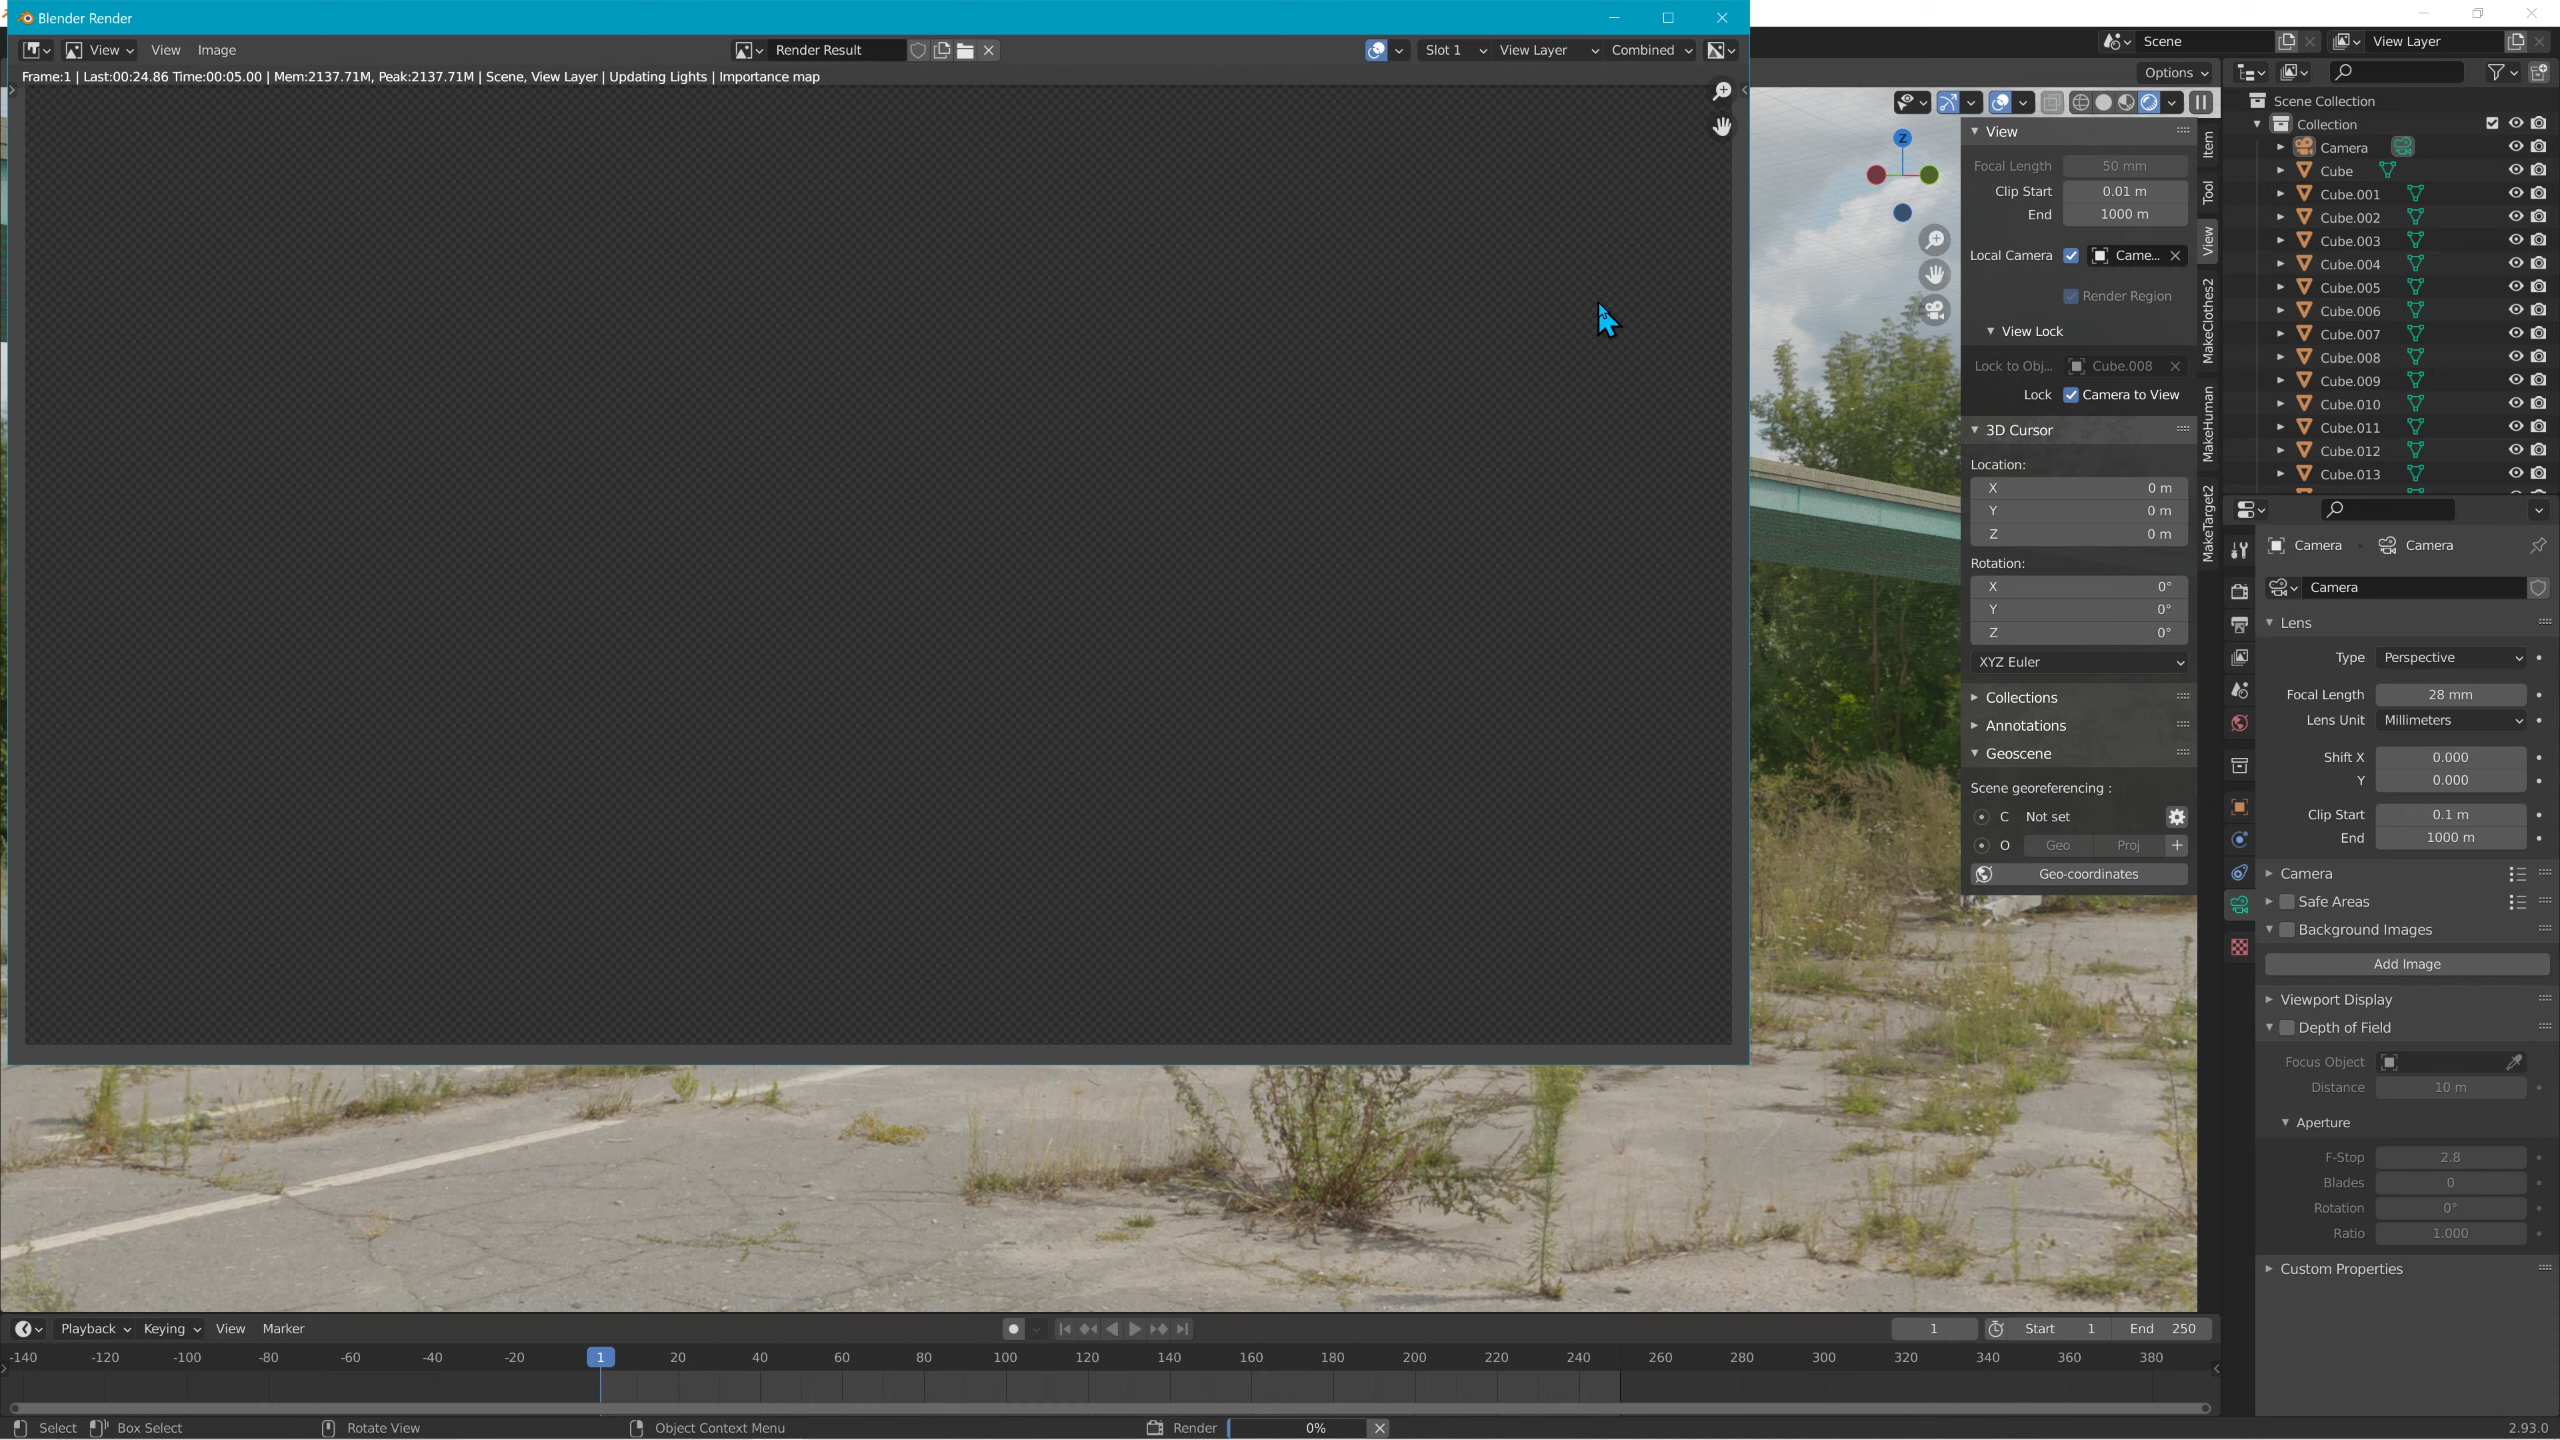 Blender Render
View View Image Render Result Slot 1 View Layer Combined
Frame:1 | Last:00:24.86 Time:00:05.00 | Mem:2137.71M, Peak:2137.71M | Scene, View Layer | Updating Lights | Importance map
Scene View Layer
Options
Z
View
Focal Length 50 mm
Clip Start 0.01 m
End 1000 m
Local Camera Came...
Render Region
View Lock
Lock to Obj... Cube.008
Lock Camera to View
3D Cursor
Location:
X 0 m
Y 0 m
Z 0 m
Rotation:
X 0°
Y 0°
Z 0°
XYZ Euler
Collections
Annotations
Geoscene
Scene georeferencing :
C Not set
O Geo Proj
Geo-coordinates
Item
Tool
View
MakeClothes2
MakeHuman
MakeTarget2
Scene Collection
Collection
Camera
Cube
Cube.001
Cube.002
Cube.003
Cube.004
Cube.005
Cube.006
Cube.007
Cube.008
Cube.009
Cube.010
Cube.011
Cube.012
Cube.013
Camera Camera
Camera
Lens
Type Perspective
Focal Length 28 mm
Lens Unit Millimeters
Shift X 0.000
Y 0.000
Clip Start 0.1 m
End 1000 m
Camera
Safe Areas
Background Images
Add Image
Viewport Display
Depth of Field
Focus Object
Distance 10 m
Aperture
F-Stop 2.8
Blades 0
Rotation 0°
Ratio 1.000
Custom Properties
Playback Keying View Marker 1 Start 1 End 250
-140 -120 -100 -80 -60 -40 -20 1 20 40 60 80 100 120 140 160 180 200 220 240 260 280 300 320 340 360 380
Select Box Select Rotate View Object Context Menu Render 0% 2.93.0